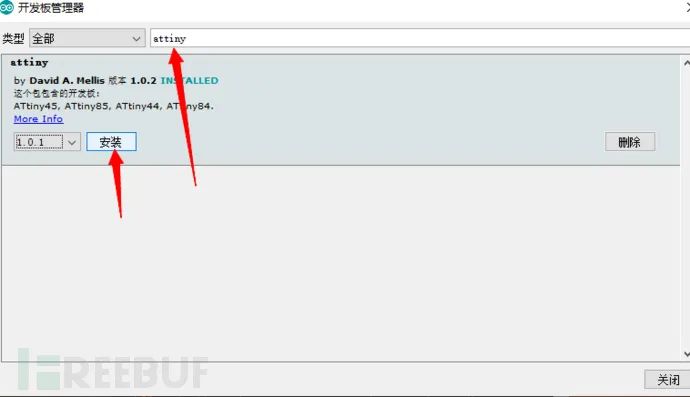 开发板管理器
类型 全部 attiny
attiny
by David A. Mellis 版本 1.0.2 INSTALLED
这个包包含的开发板:
ATtiny45, ATtiny85, ATtiny44, ATtiny84.
More Info
1.0.1 安装 删除
REEBUF
关闭